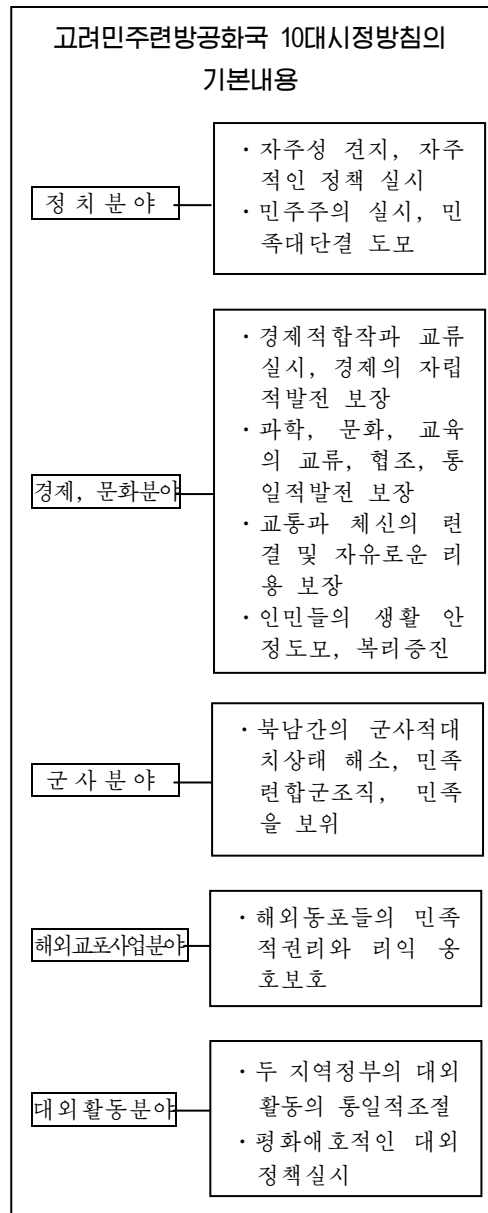 고려민주련방공화국 10대시정방침의
기본내용
정치분야
· 자주성 견지, 자주
적인 정책 실시
· 민주주의 실시, 민
족대단결 도모
경제, 문화분야
· 경제적합작과 교류
실시, 경제의 자립
적발전 보장
· 과학, 문화, 교육
의 교류, 협조, 통
일적발전 보장
· 교통과 체신의 련
결 및 자유로운 리
용 보장
· 인민들의 생활 안
정도모, 복리증진
군사분야
· 북남간의 군사적대
치상태 해소, 민족
련합군조직, 민족
을 보위
해외교포사업분야
· 해외동포들의 민족
적권리와 리익 옹
호보호
대외활동분야
· 두 지역정부의 대외
활동의 통일적조절
· 평화애호적인 대외
정책실시